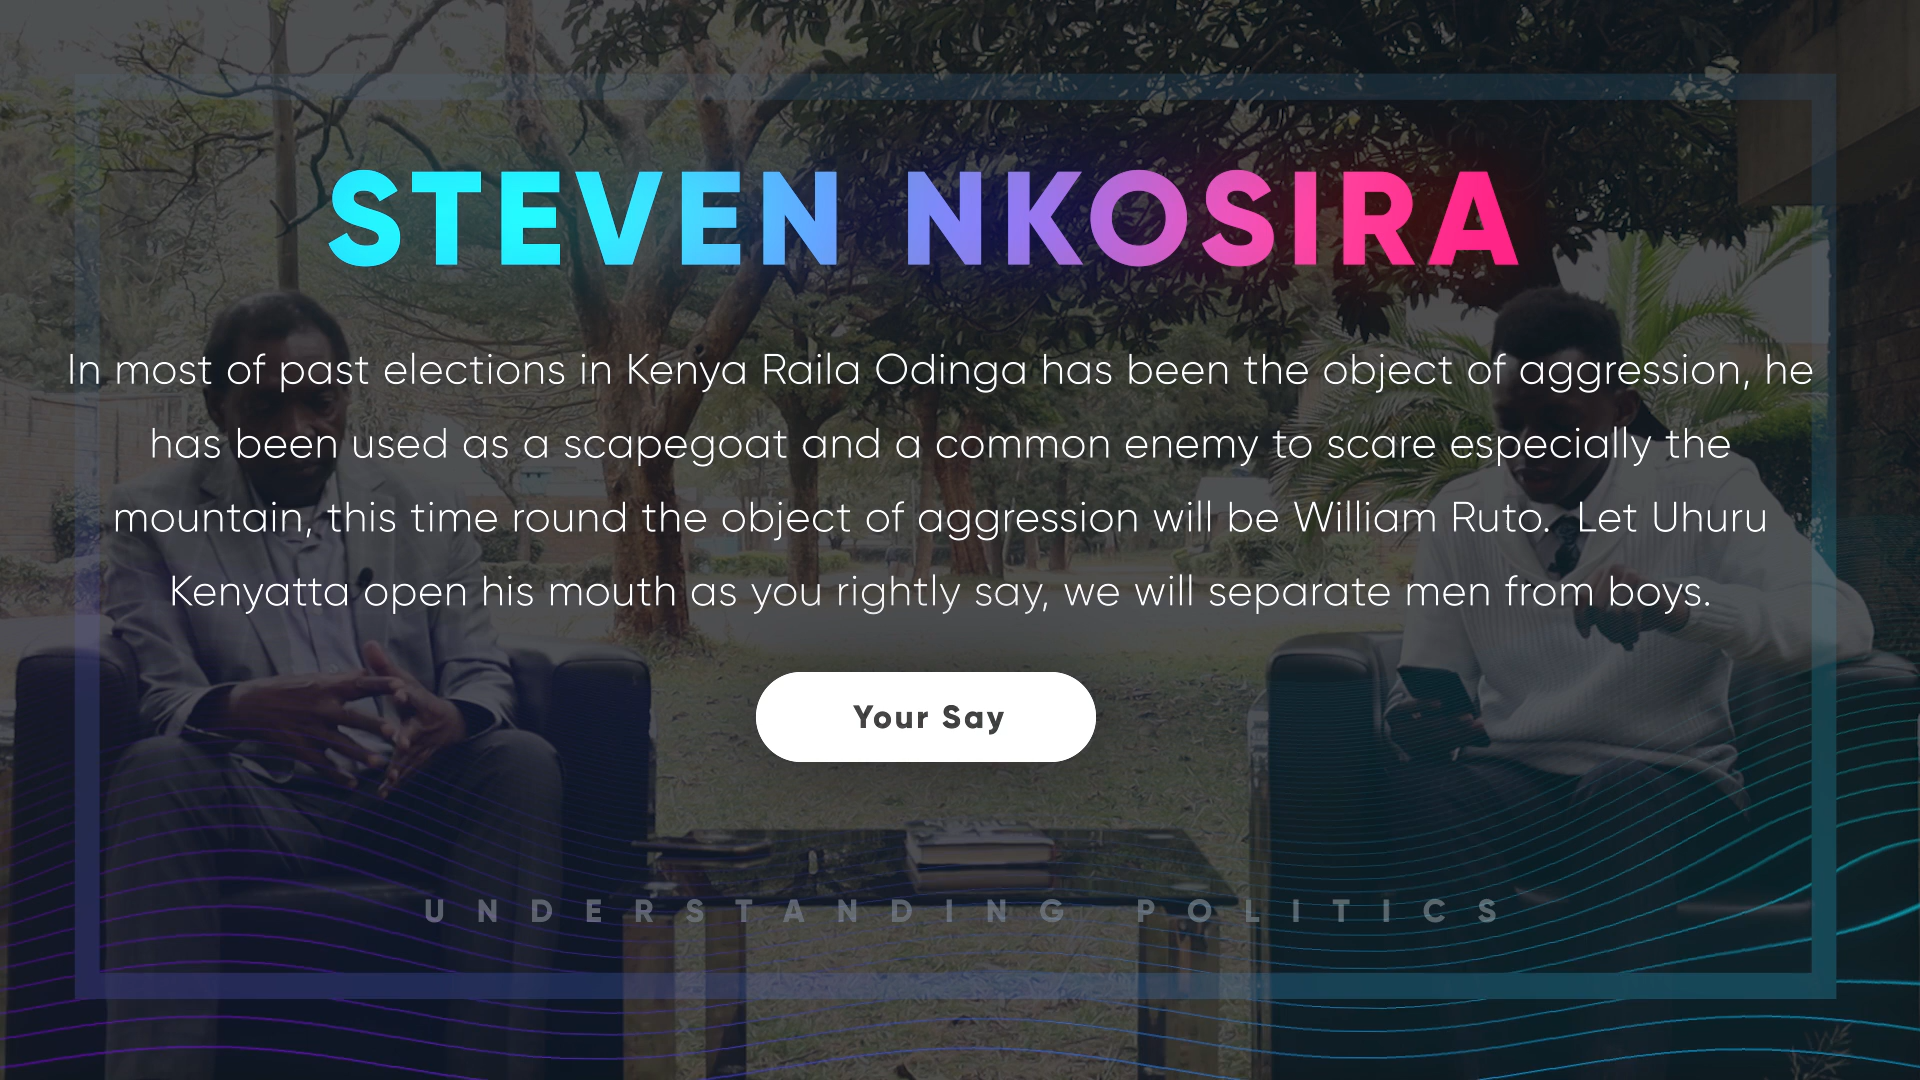 STEVEN NKOSIRA
In most of past elections in Kenya Raila Odinga has been the object of aggression, he
has been used as a scapegoat and a common enemy to scare especially the
mountain, this time round the object of aggression will be William Ruto.  Let Uhuru
Kenyatta open his mouth as you rightly say, we will separate men from boys.
Your Say
UNDERSTANDING POLITICS